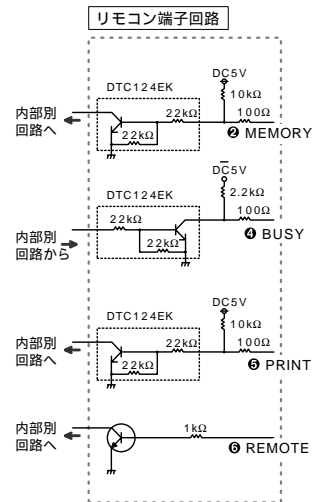 リモコン端子回路
DC5V
DTC124EK
10kΩ
内部別
回路へ
22kΩ
100Ω
22kΩ
❷ MEMORY
DC5V
DTC124EK
2.2kΩ
22kΩ
100Ω
内部別
回路から
22kΩ
❹ BUSY
DC5V
DTC124EK
10kΩ
内部別
回路へ
22kΩ
100Ω
22kΩ
❺ PRINT
内部別
回路へ
1kΩ
❻ REMOTE